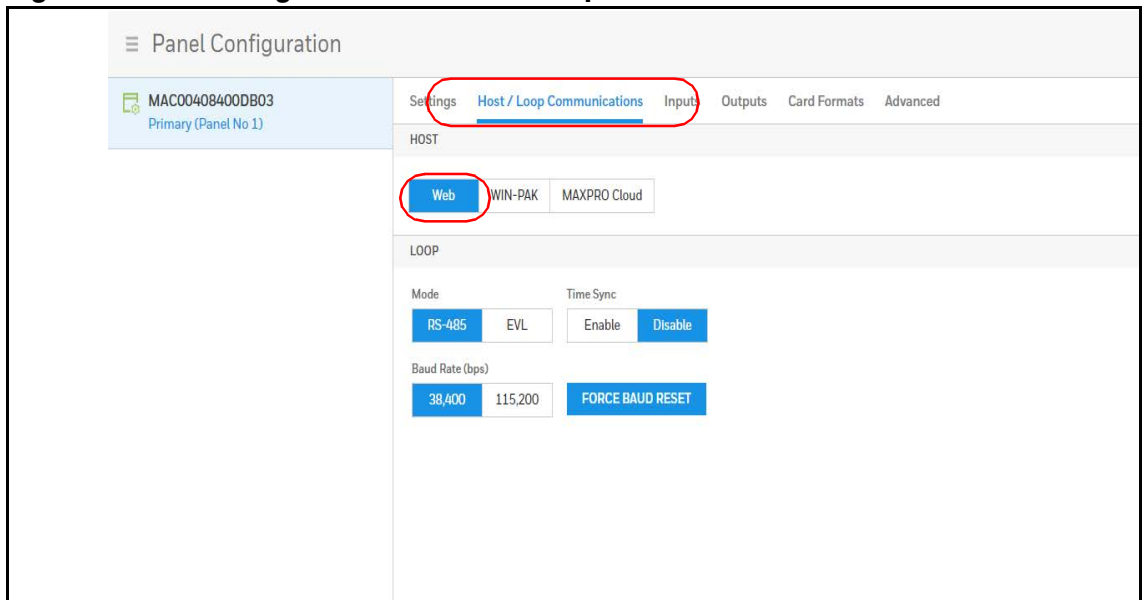 Panel Configuration
MAC00408400DB03
Primary (Panel No 1)
Settings Host / Loop Communications Inputs Outputs Card Formats Advanced
HOST
Web WIN-PAK MAXPRO Cloud
LOOP
Mode Time Sync
RS-485 EVL Enable Disable
Baud Rate (bps)
38,400 115,200 FORCE BAUD RESET